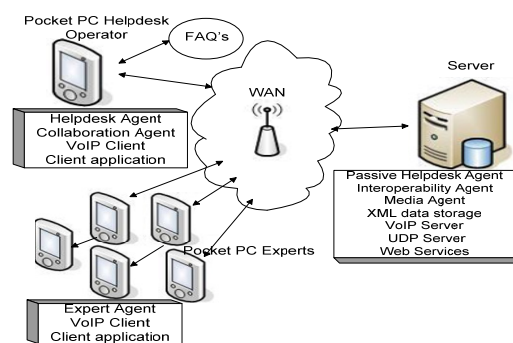 Pocket PC Helpdesk
Operator
FAQ's
WAN
Server
Helpdesk Agent
Collaboration Agent
VoIP Client
Client application
Passive Helpdesk Agent
Interoperability Agent
Media Agent
XML data storage
VoIP Server
UDP Server
Web Services
Pocket PC Experts
Expert Agent
VoIP Client
Client application